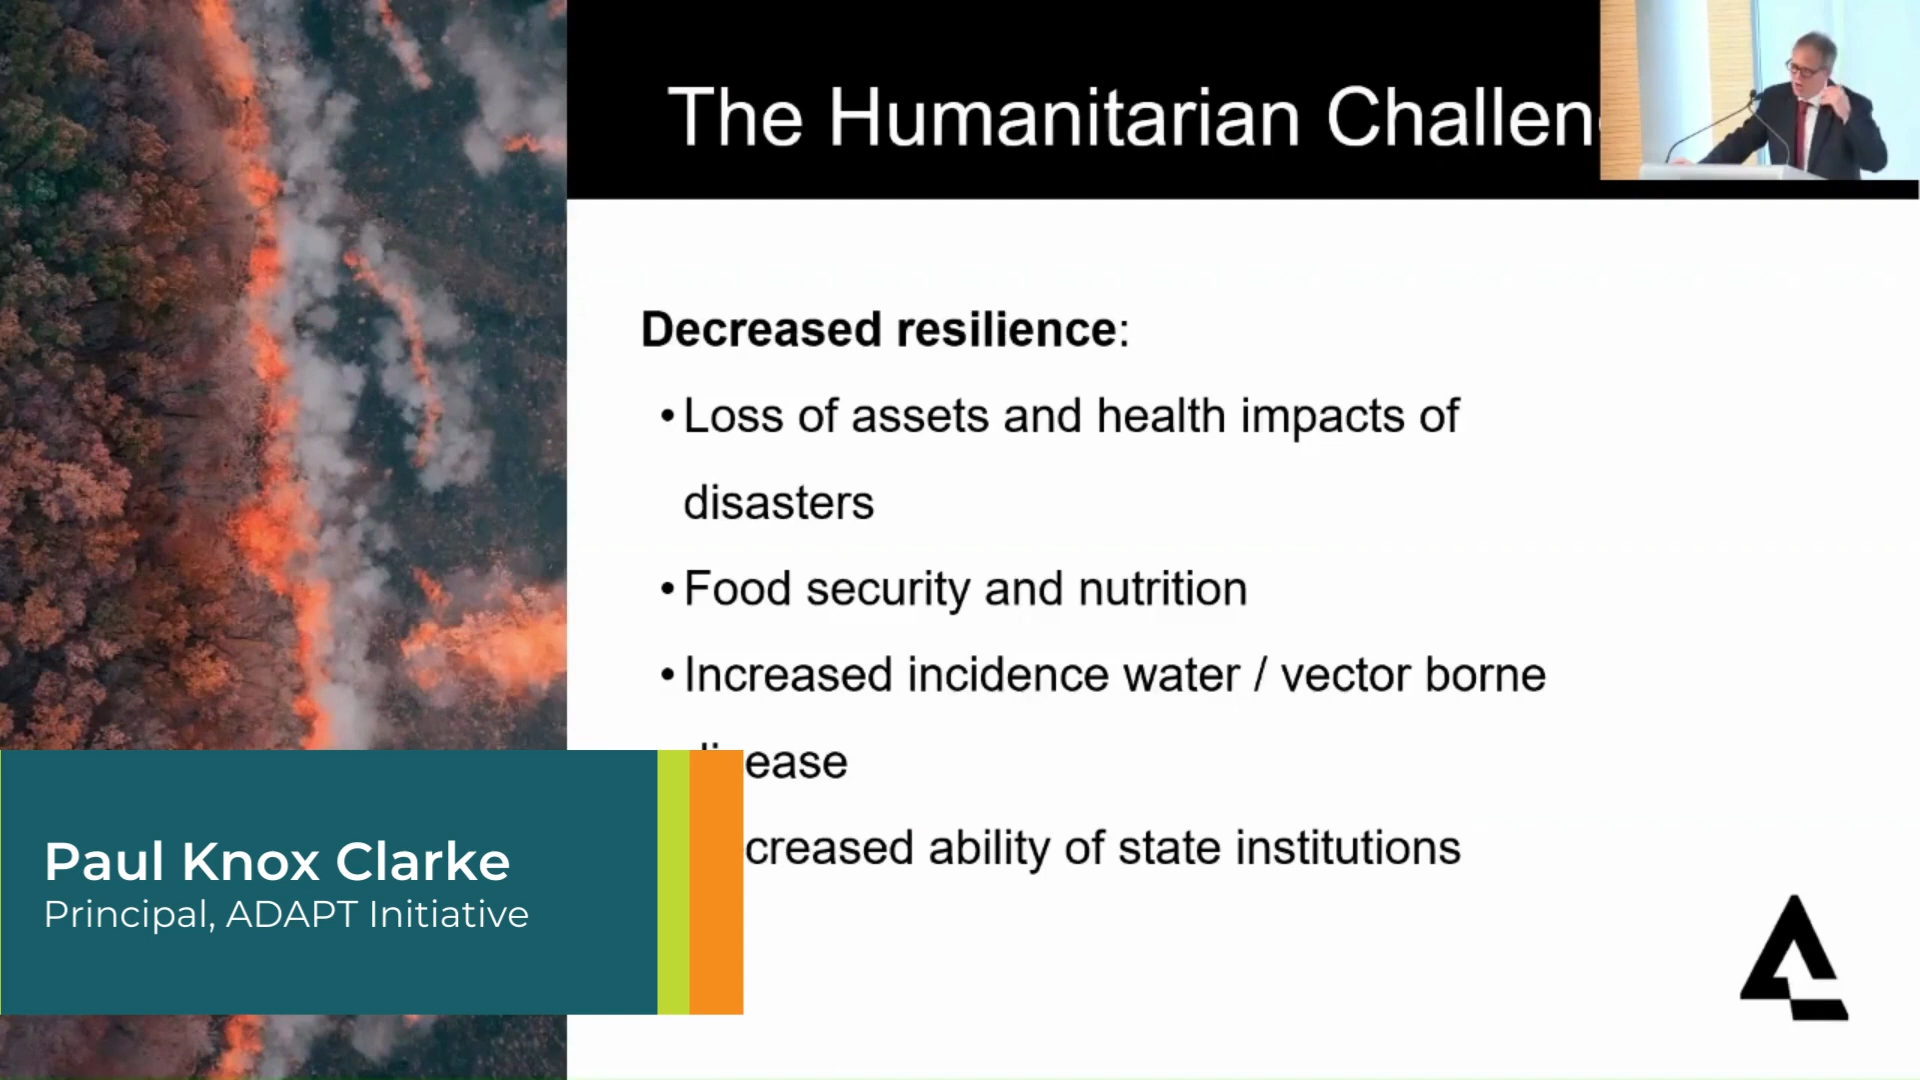 The Humanitarian Challen
Decreased resilience:
• Loss of assets and health impacts of
disasters
• Food security and nutrition
• Increased incidence water / vector borne
ease
creased ability of state institutions
Paul Knox Clarke
Principal, ADAPT Initiative